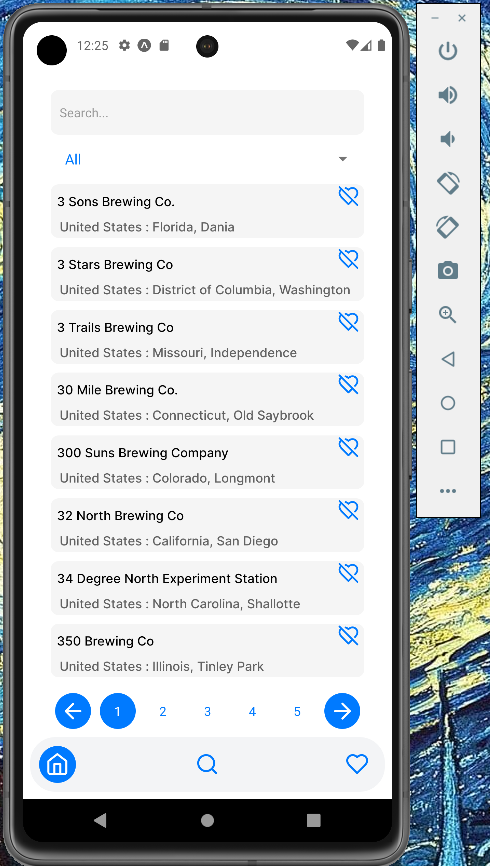 12:25
Search...
All
3 Sons Brewing Co.
United States : Florida, Dania
3 Stars Brewing Co
United States : District of Columbia, Washington
3 Trails Brewing Co
United States : Missouri, Independence
30 Mile Brewing Co.
United States : Connecticut, Old Saybrook
300 Suns Brewing Company
United States : Colorado, Longmont
32 North Brewing Co
United States : California, San Diego
34 Degree North Experiment Station
United States : North Carolina, Shallotte
350 Brewing Co
United States : Illinois, Tinley Park
1 2 3 4 5